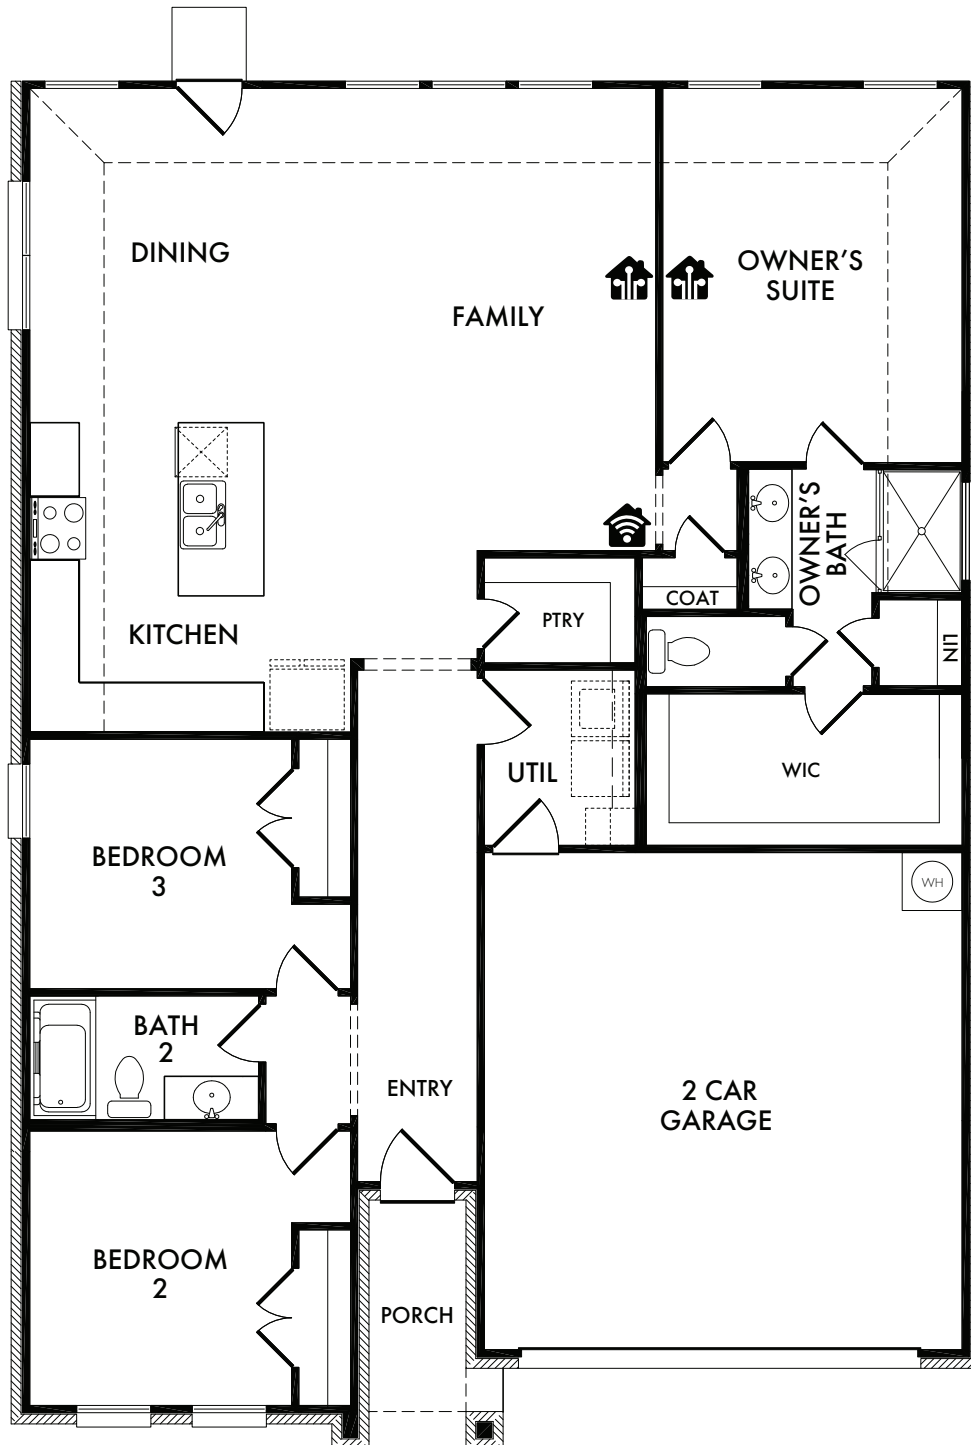 DINING
OWNER'S
SUITE
FAMILY
OWNER'S
BATH
COAT
PTRY
KITCHEN
LIN
UTIL
WIC
BEDROOM
3
WH
BATH
2
ENTRY
2 CAR
GARAGE
BEDROOM
2
PORCH